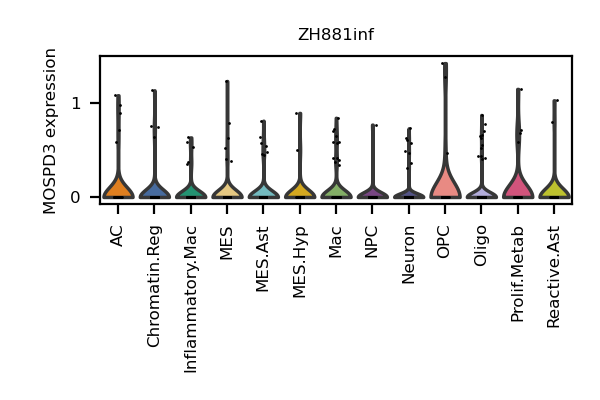 ZH881inf
MOSPD3 expression
1
0
AC
Chromatin.Reg
Inflammatory.Mac
MES
MES.Ast
MES.Hyp
Mac
NPC
Neuron
OPC
Oligo
Prolif.Metab
Reactive.Ast